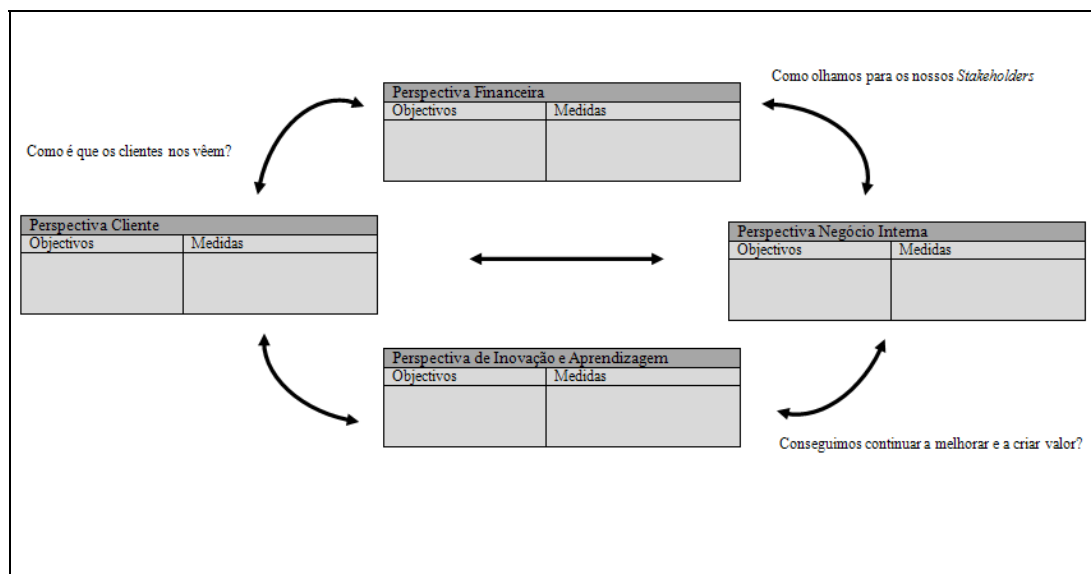 Como olhamos para os nossos Stakeholders
Perspectiva Financeira
Objectivos Medidas
Como é que os clientes nos vêem?
Perspectiva Cliente
Objectivos Medidas
Perspectiva Negócio Interna
Objectivos Medidas
Perspectiva de Inovação e Aprendizagem
Objectivos Medidas
Conseguimos continuar a melhorar e a criar valor?